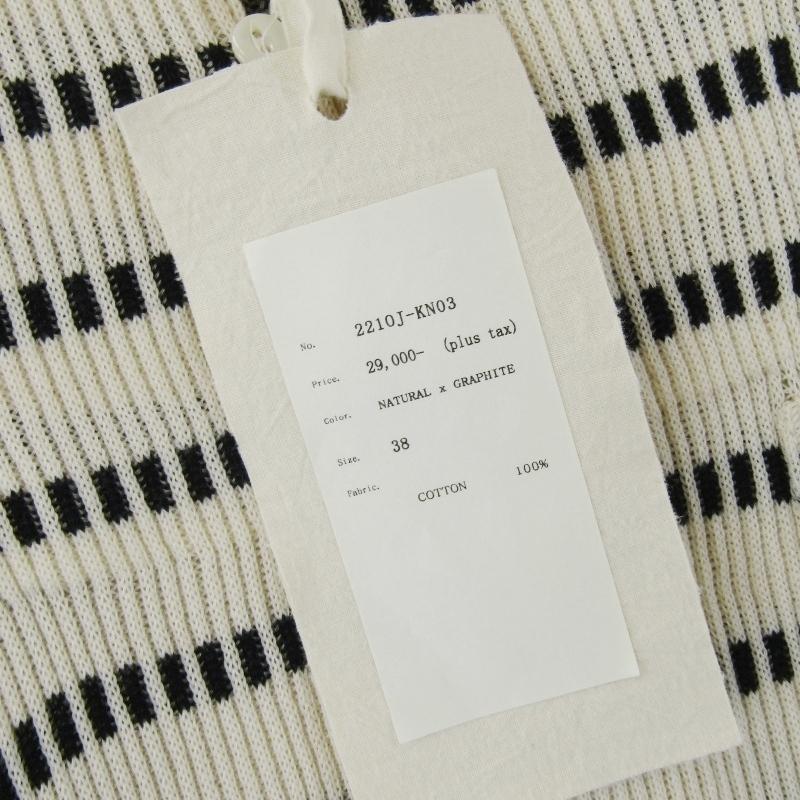 No. 2210J-KN03
Price. 29,000- (plus tax)
Color. NATURAL x GRAPHITE
Size. 38
Fabric. COTTON 100%